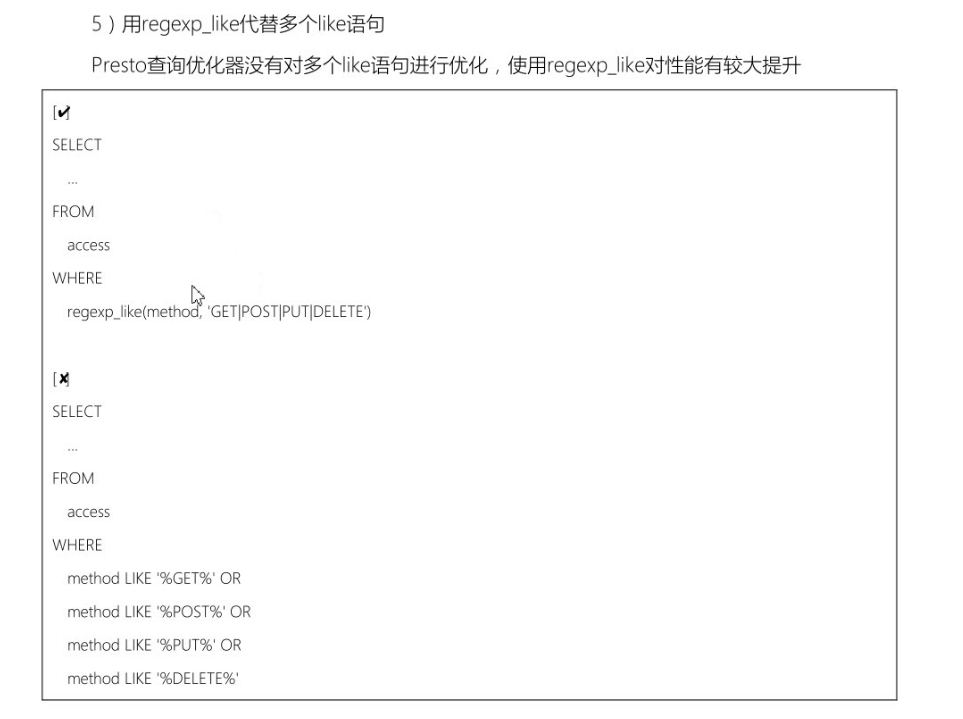 5）用regexp_like代替多个like语句
Presto查询优化器没有对多个like语句进行优化，使用regexp_like对性能有较大提升
[✔]
SELECT
...
FROM
access
WHERE
regexp_like(method, 'GET|POST|PUT|DELETE')
[✘]
SELECT
...
FROM
access
WHERE
method LIKE '%GET%' OR
method LIKE '%POST%' OR
method LIKE '%PUT%' OR
method LIKE '%DELETE%'